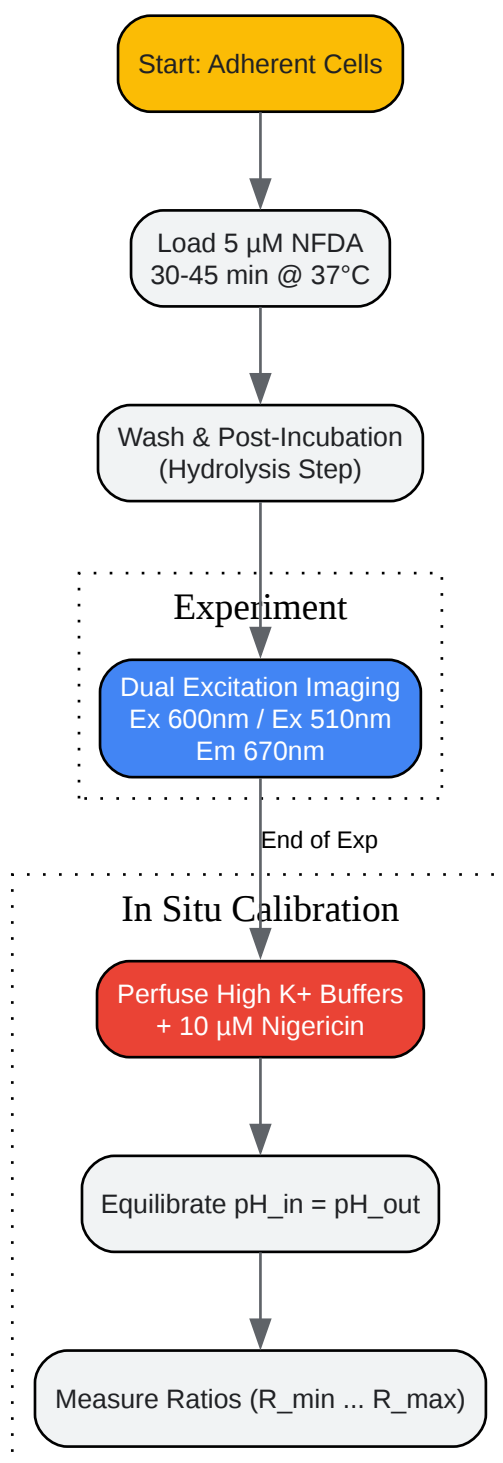 Start: Adherent Cells
Load 5 µM NFDA
30-45 min @ 37°C
Wash & Post-Incubation
(Hydrolysis Step)
Experiment
Dual Excitation Imaging
Ex 600nm / Ex 510nm
Em 670nm
End of Exp
In Situ Calibration
Perfuse High K+ Buffers
+ 10 µM Nigericin
Equilibrate pH_in = pH_out
Measure Ratios (R_min ... R_max)